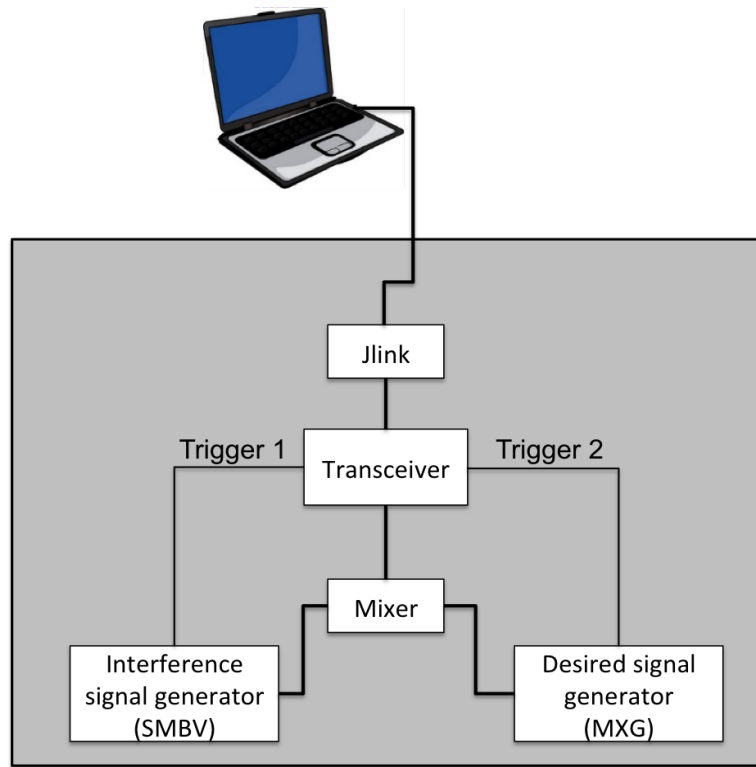 Jlink
Trigger 1
Transceiver
Trigger 2
Mixer
Interference
signal generator
(SMBV)
Desired signal
generator
(MXG)